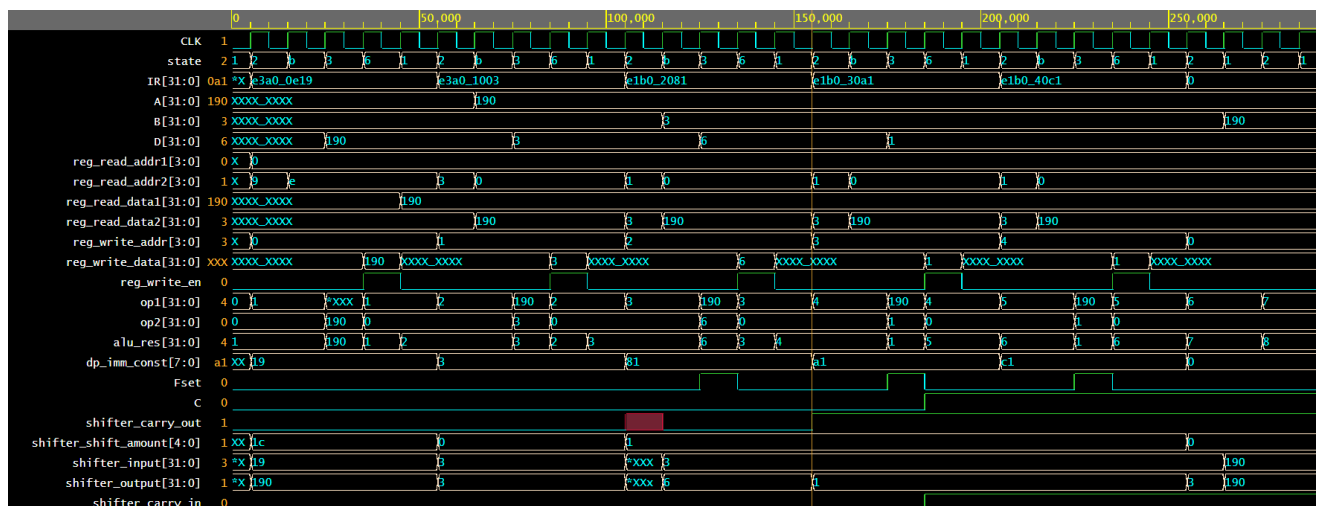 0 50,000 100,000 150,000 200,000 250,000
CLK 1
state 2 1 2 b 3 6 1 2 b 3 6 1 2 b 3 6 1 2 b 3 6 1 2 b 3 6 1 2 1 2 1
IR[31:0] 0a1 *X e3a0_0e19 e3a0_1003 e1b0_2081 e1b0_30a1 e1b0_40c1 0
A[31:0] 190 XXXX_XXXX 190
B[31:0] 3 XXXX_XXXX 3 190
D[31:0] 6 XXXX_XXXX 190 3 6 1
reg_read_addr1[3:0] 0 X 0
reg_read_addr2[3:0] 1 X 9 e 3 0 1 0 1 0 1 0
reg_read_data1[31:0] 190 XXXX_XXXX 190
reg_read_data2[31:0] 3 XXXX_XXXX 190 3 190 3 190 3 190
reg_write_addr[3:0] 3 X 0 1 2 3 4 0
reg_write_data[31:0] XXX XXXX_XXXX 190 XXXX_XXXX 3 XXXX_XXXX 6 XXXX_XXXX 1 XXXX_XXXX 1 XXXX_XXXX
reg_write_en 0
op1[31:0] 4 0 1 *XXX 1 2 190 2 3 190 3 4 190 4 5 190 5 6 7
op2[31:0] 0 0 190 0 3 0 6 0 1 0 1 0
alu_res[31:0] 4 1 190 1 2 3 2 3 6 3 4 1 5 6 1 6 7 8
dp_imm_const[7:0] a1 XX 19 3 81 a1 c1 0
Fset 0
C 0
shifter_carry_out 1
shifter_shift_amount[4:0] 1 XX 1c 0 1 0
shifter_input[31:0] 3 *X 19 3 *XXX 3 190
shifter_output[31:0] 1 *X 190 3 *XXx 6 1 3 190
shifter_carry_in 0